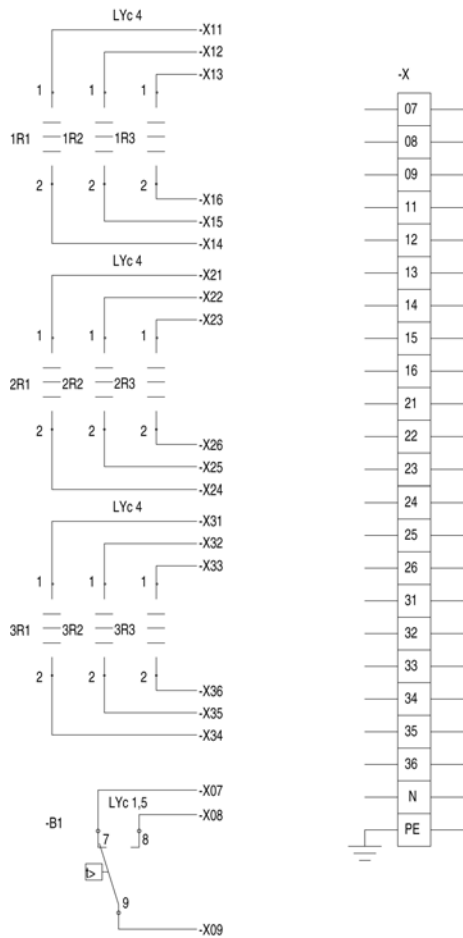 LYc 4
-X11
-X12
-X13
1 1 1
1R1 1R2 1R3
2 2 2
-X16
-X15
-X14
LYc 4
-X21
-X22
-X23
1 1 1
2R1 2R2 2R3
2 2 2
-X26
-X25
-X24
LYc 4
-X31
-X32
-X33
1 1 1
3R1 3R2 3R3
2 2 2
-X36
-X35
-X34
-X07
LYc 1,5
-X08
-B1
7 8
t>
9
-X09
-X
07
08
09
11
12
13
14
15
16
21
22
23
24
25
26
31
32
33
34
35
36
N
PE